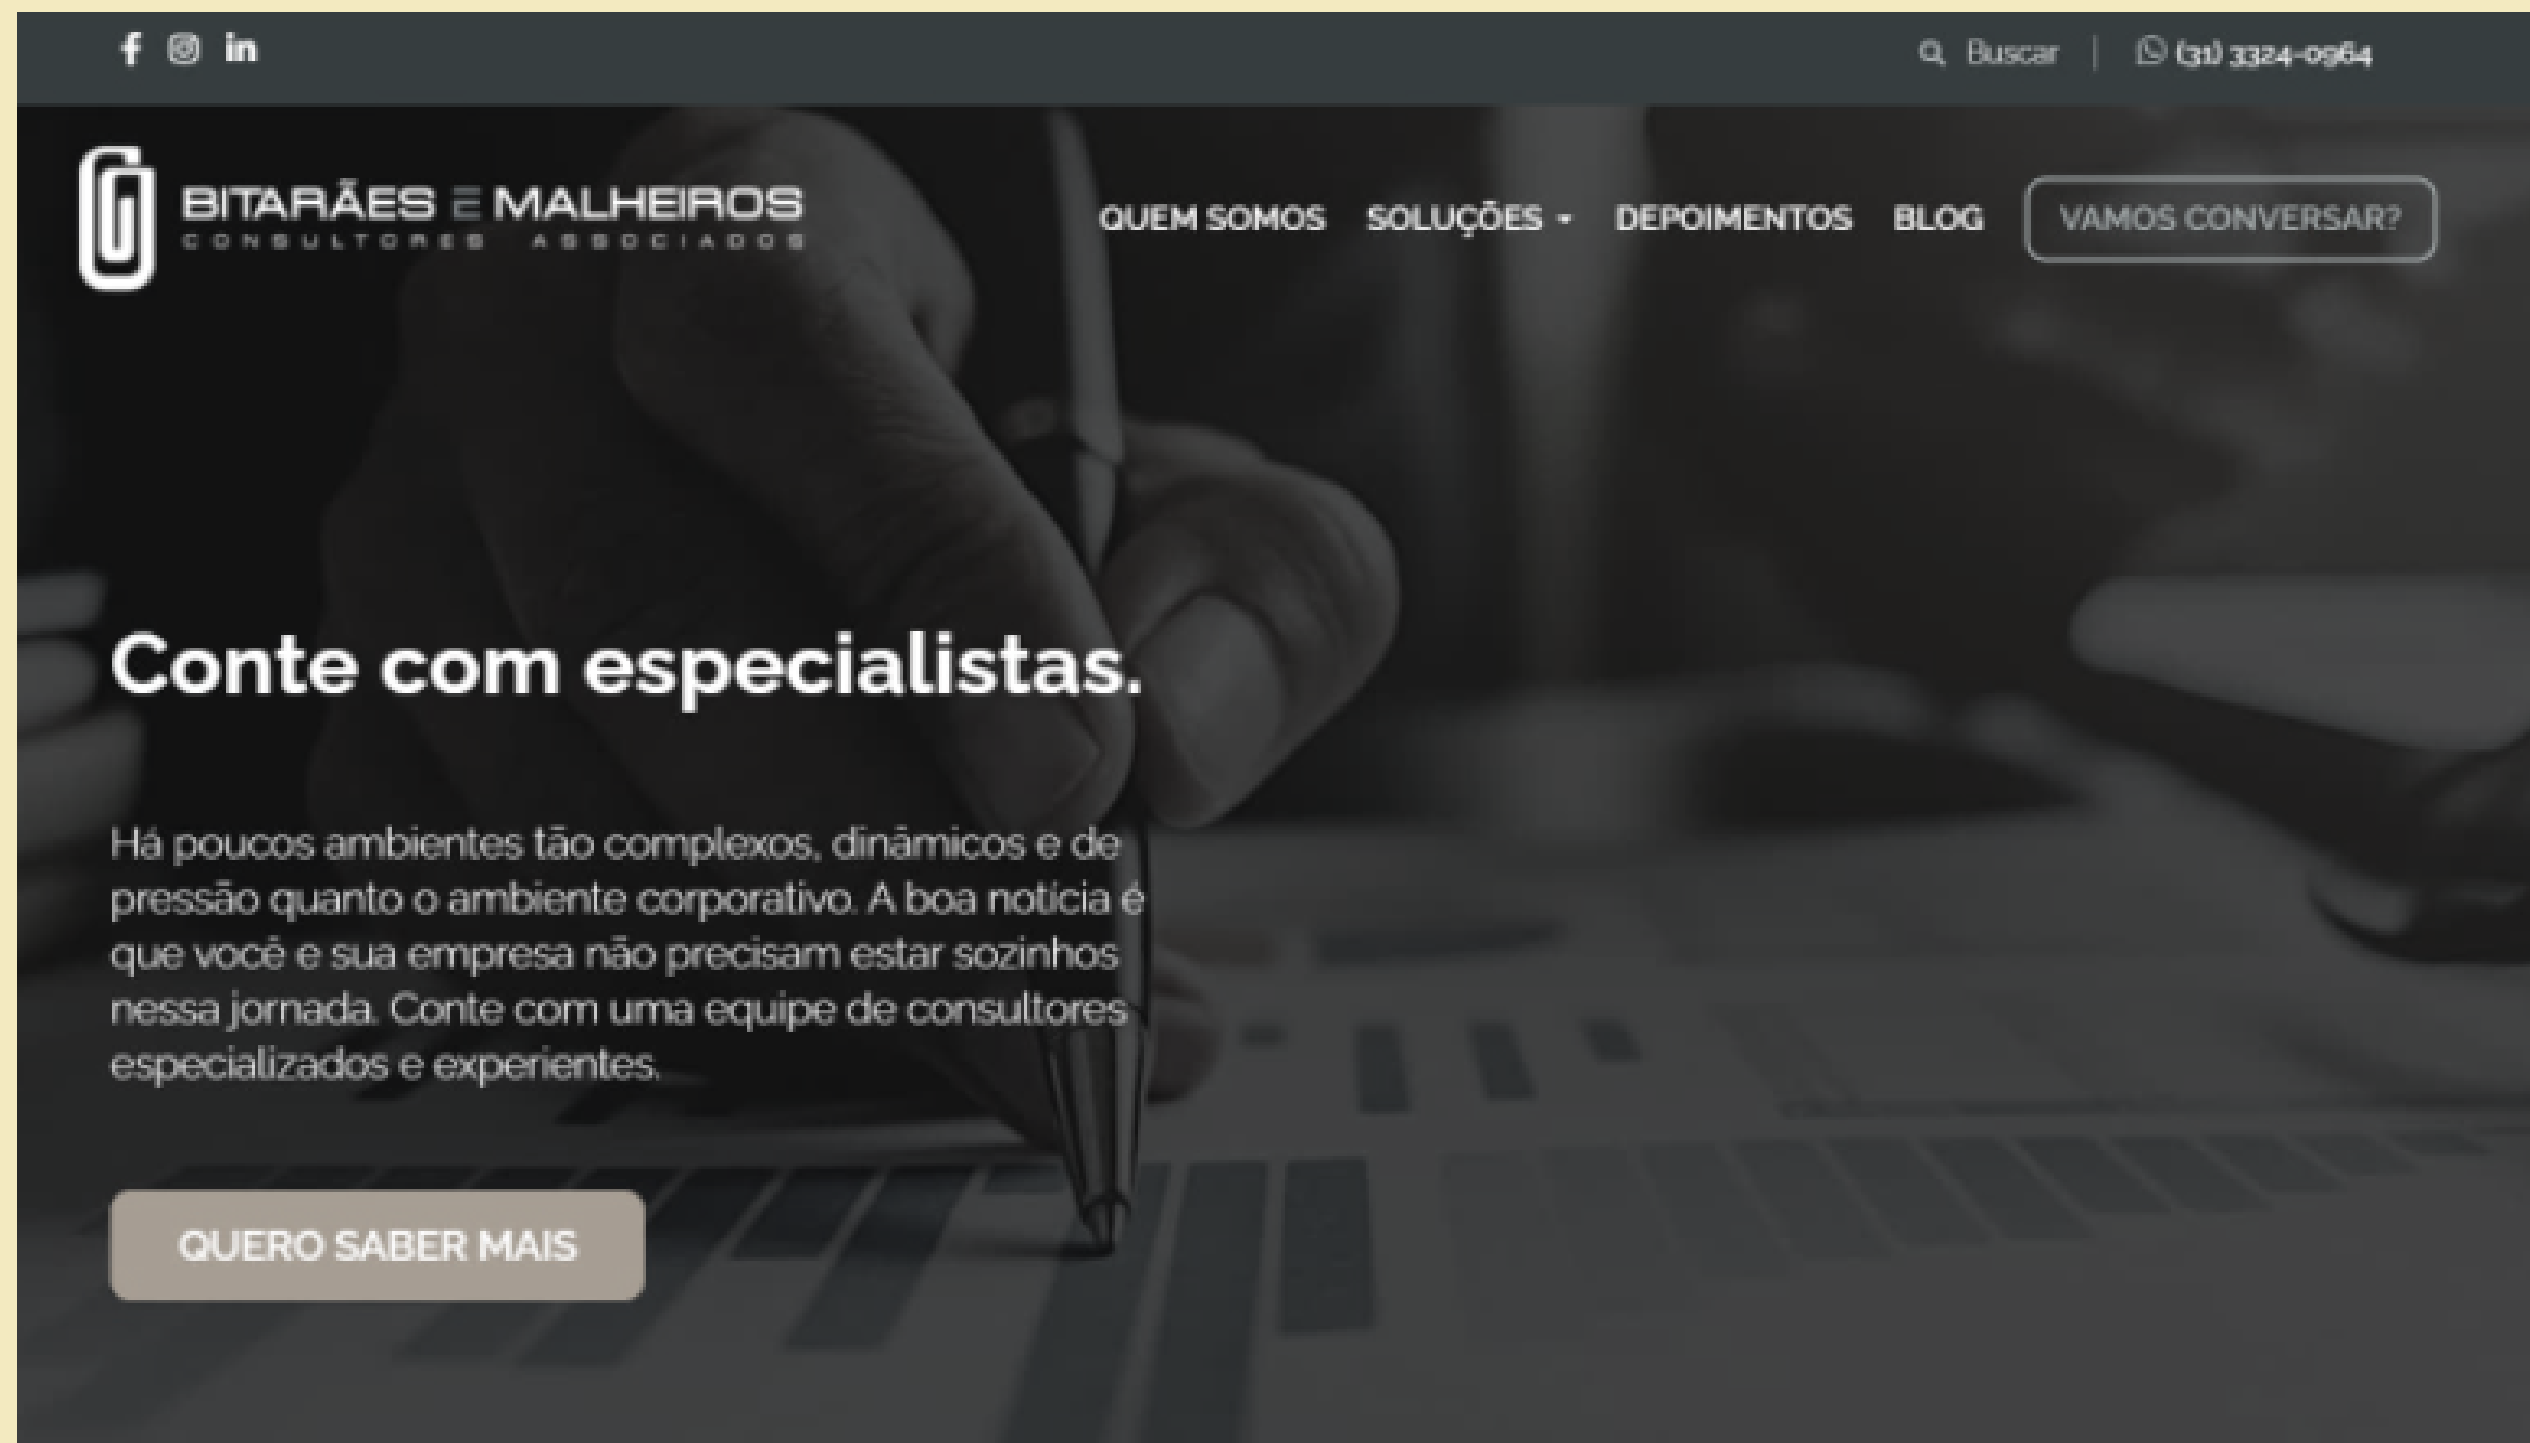 Buscar
(31) 3324-0964
BITARÃES E MALHEIROS
CONSULTORES ASSOCIADOS
QUEM SOMOS
SOLUÇÕES
DEPOIMENTOS
BLOG
VAMOS CONVERSAR?
Conte com especialistas.
Há poucos ambientes tão complexos, dinâmicos e de
pressão quanto o ambiente corporativo. A boa notícia é
que você e sua empresa não precisam estar sozinhos
nessa jornada. Conte com uma equipe de consultores
especializados e experientes.
QUERO SABER MAIS